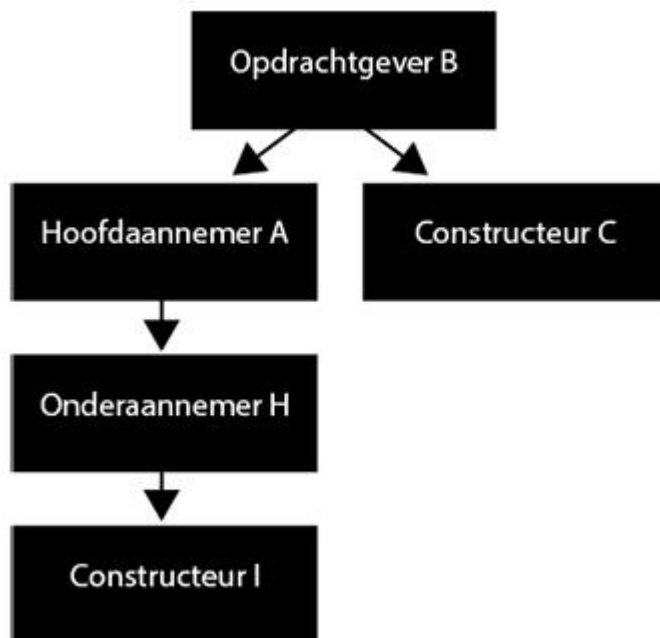 Opdrachtgever B
Hoofdaannemer A
Constructeur C
Onderaannemer H
Constructeur I